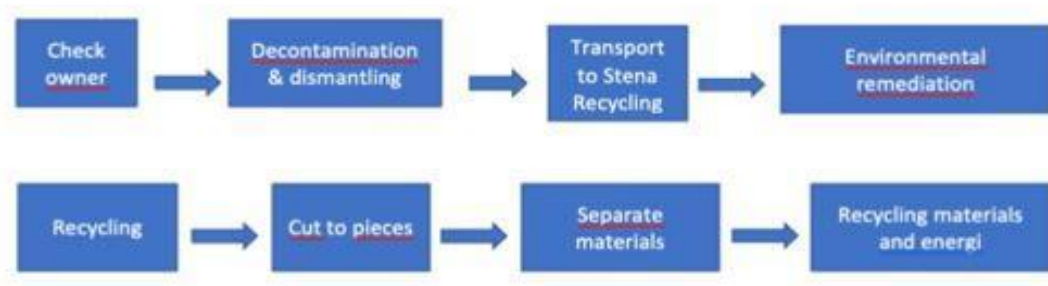 Check
owner
Decontamination
& dismantling
Transport
to Stena
Recycling
Environmental
remediation
Recycling
Cut to pieces
Separate
materials
Recycling materials
and energi